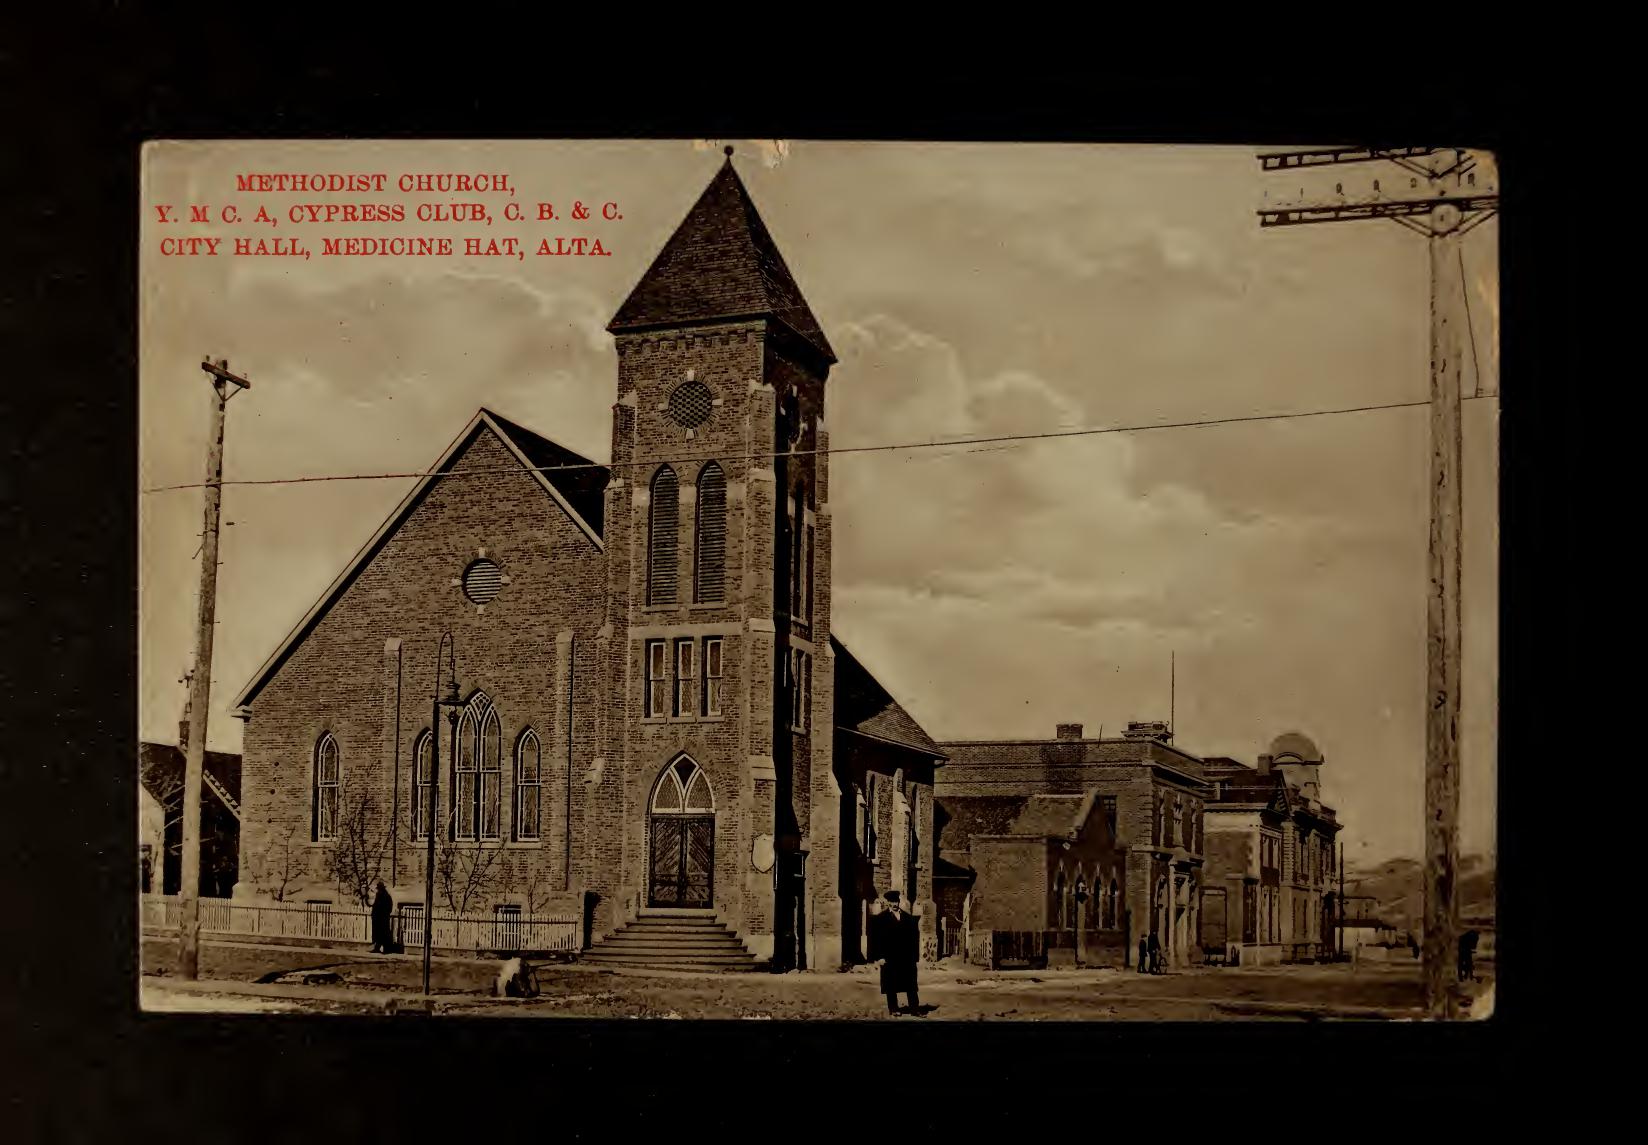 METHODIST CHURCH,
Y. M C. A, CYPRESS CLUB, C. B. & C.
CITY HALL, MEDICINE HAT, ALTA.